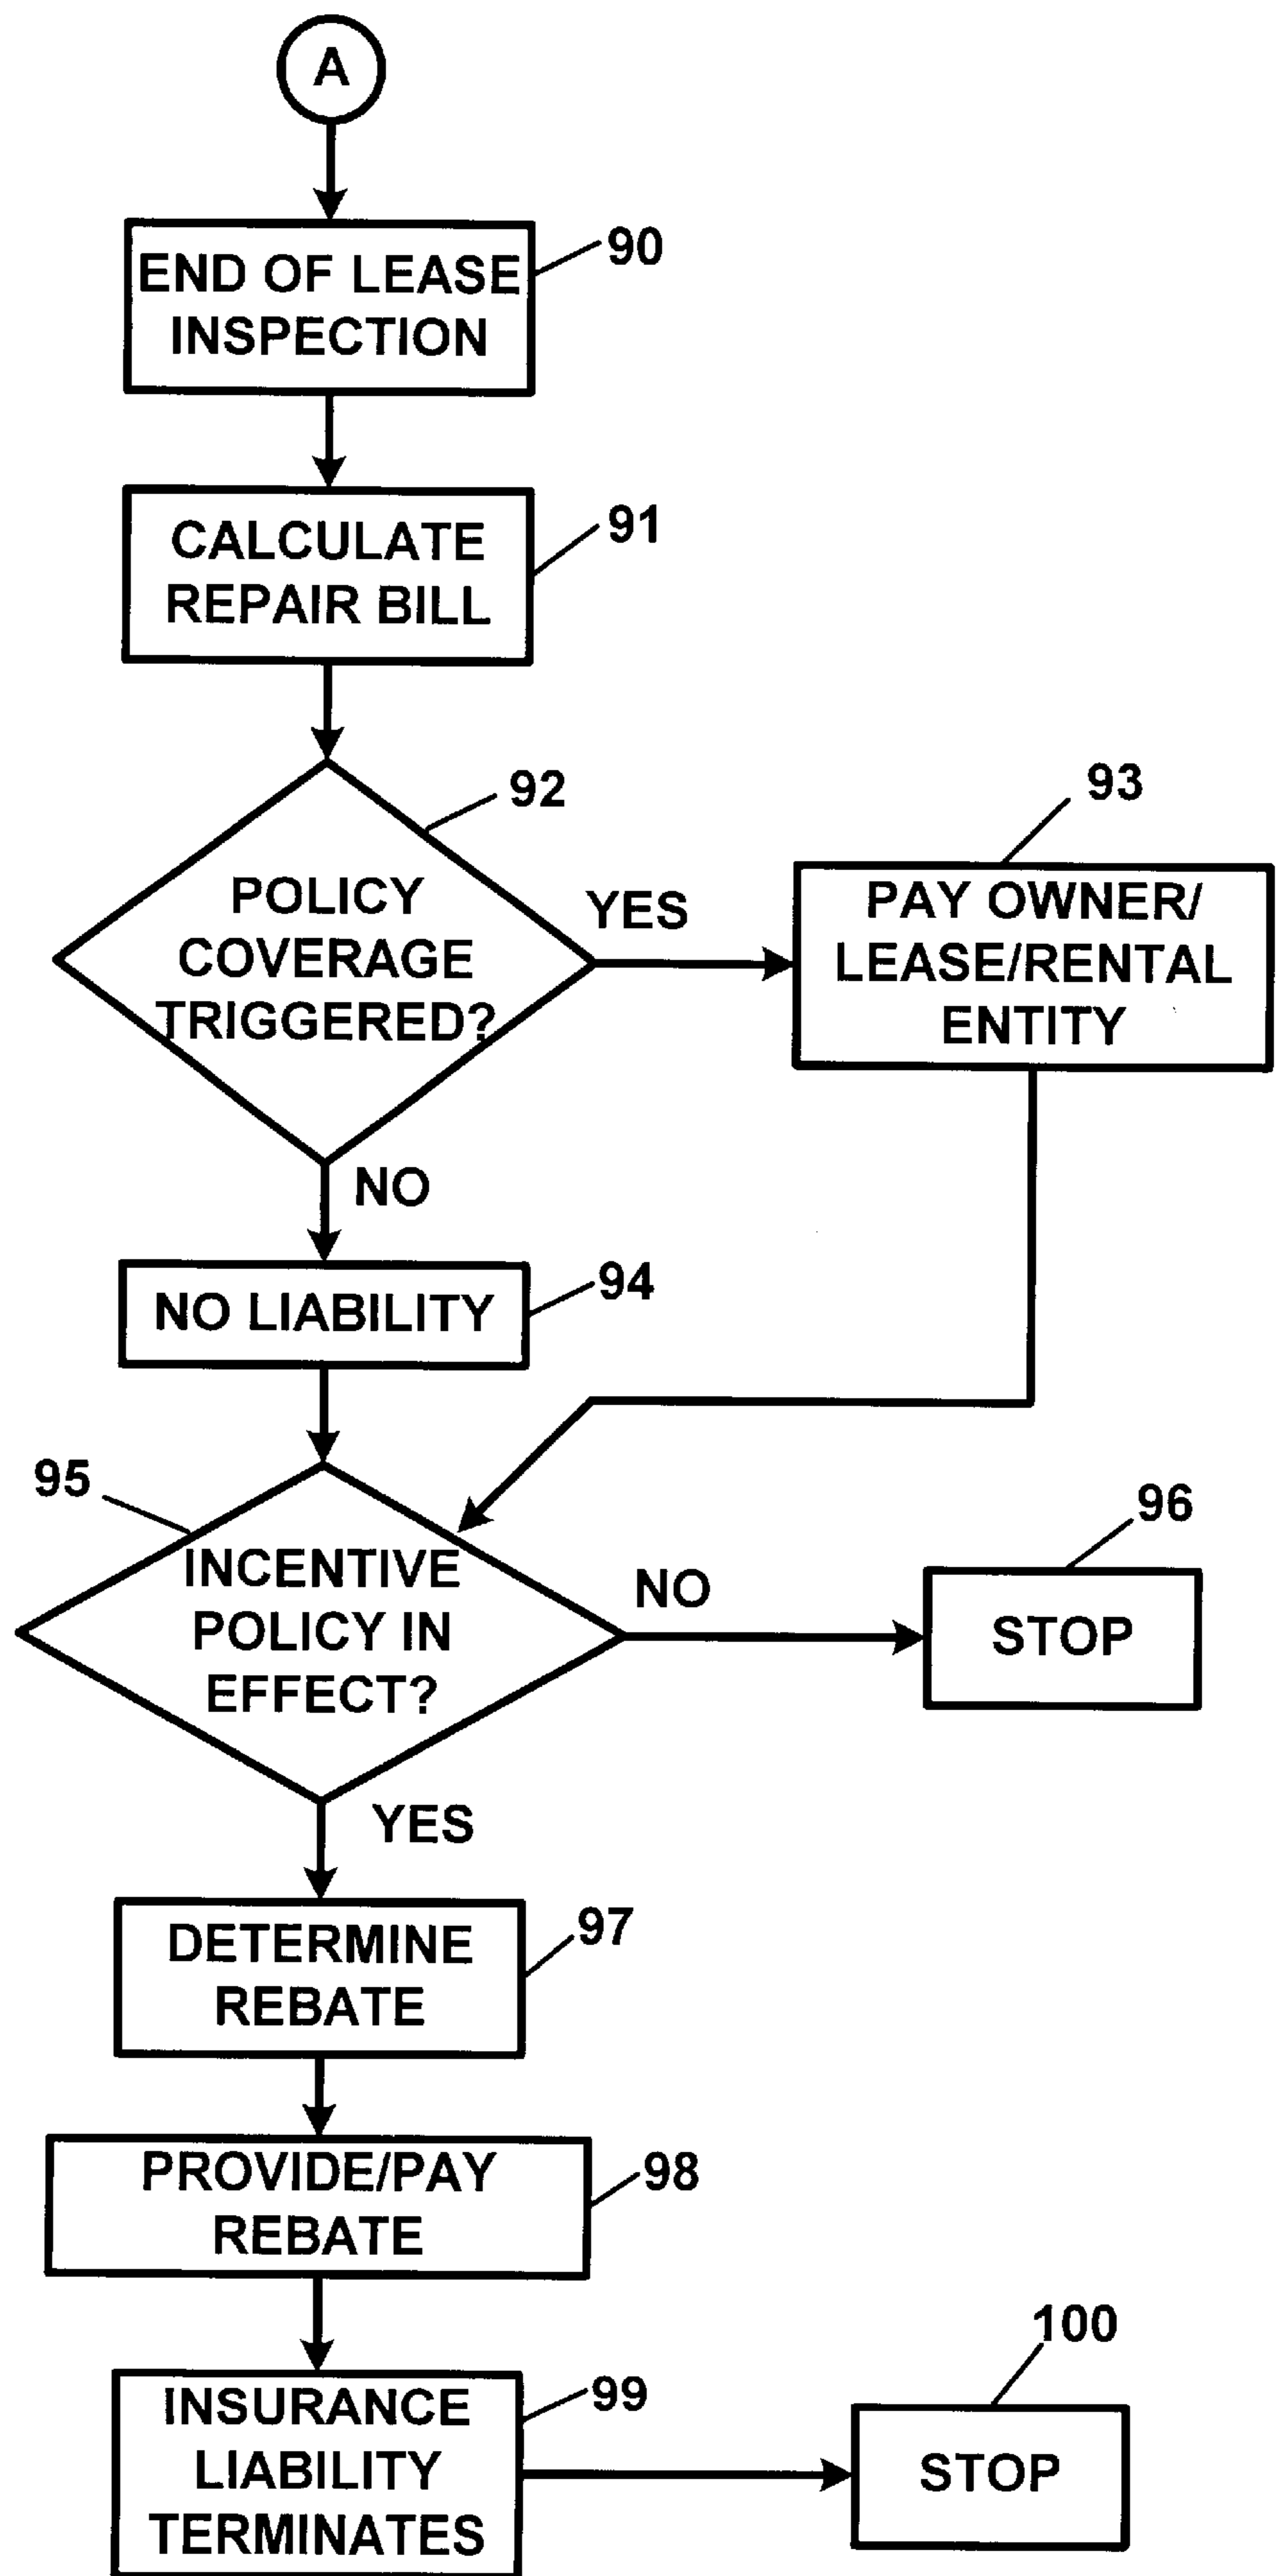 A
90
END OF LEASE
INSPECTION
91
CALCULATE
REPAIR BILL
92
POLICY
COVERAGE
TRIGGERED?
YES
93
PAY OWNER/
LEASE/RENTAL
ENTITY
NO
94
NO LIABILITY
95
INCENTIVE
POLICY IN
EFFECT?
NO
96
STOP
YES
97
DETERMINE
REBATE
98
PROVIDE/PAY
REBATE
99
INSURANCE
LIABILITY
TERMINATES
100
STOP